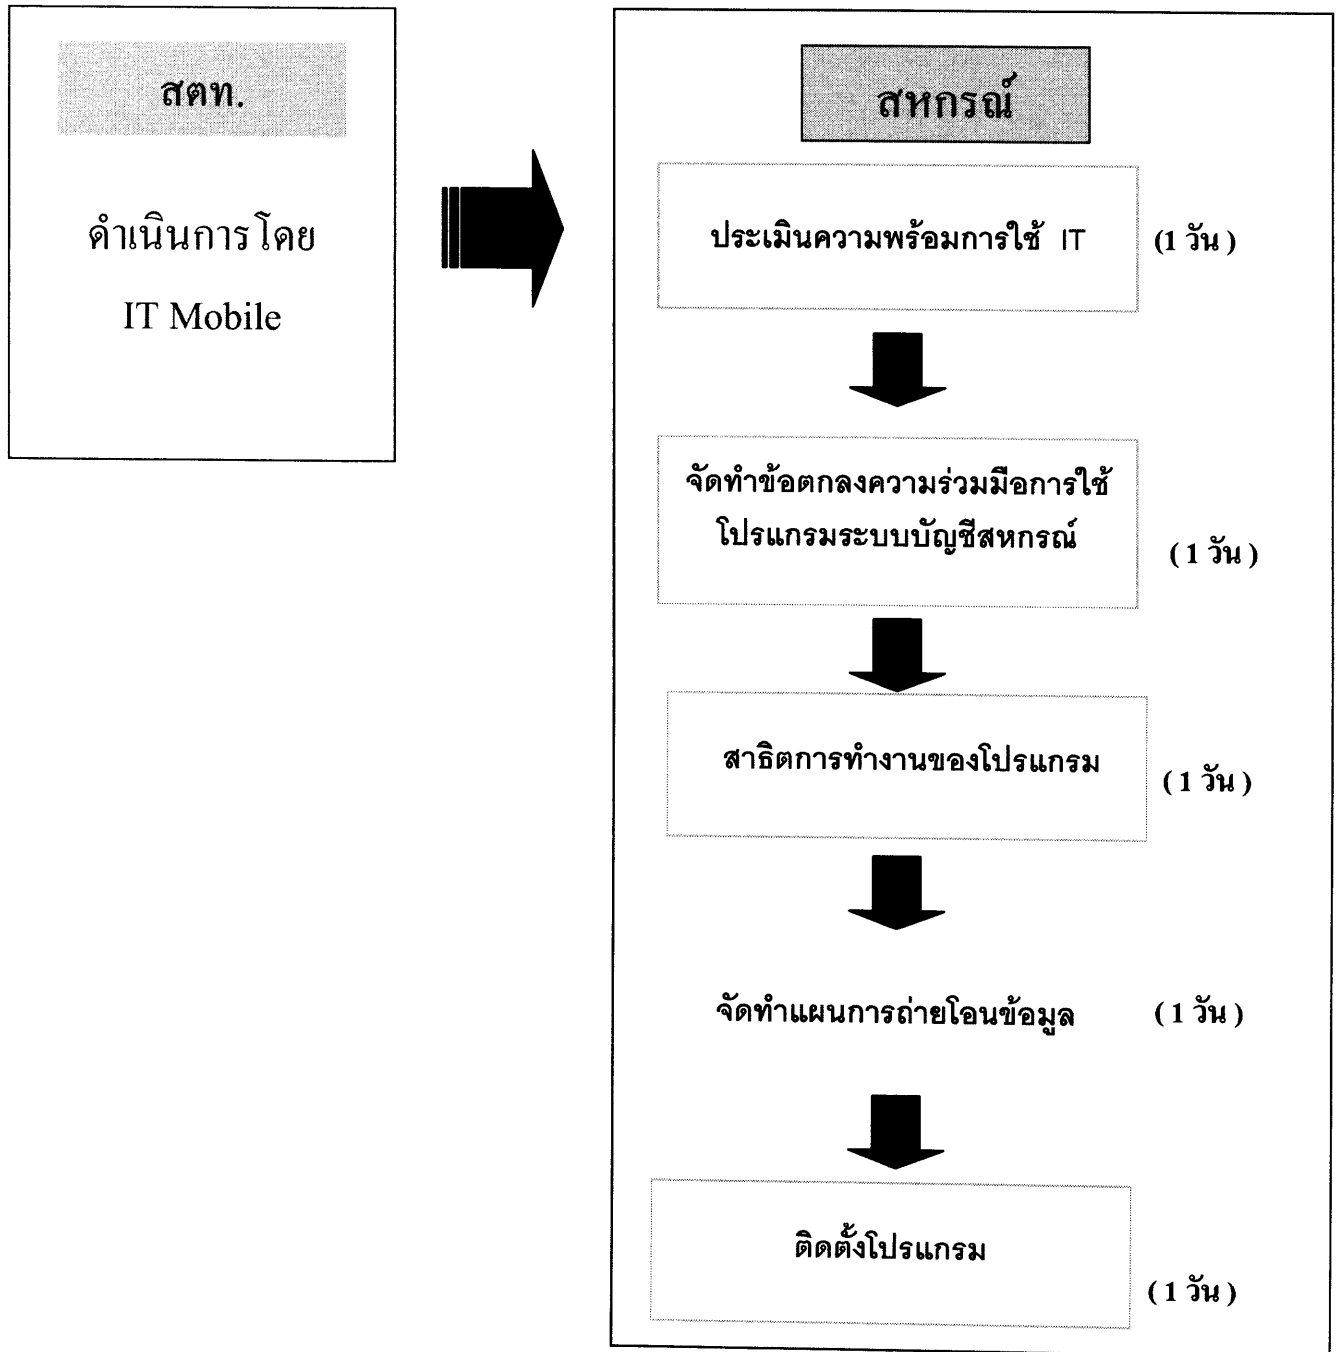 สตท.
ดำเนินการโดย
IT Mobile
สหกรณ์
ประเมินความพร้อมการใช้ IT (1 วัน )
จัดทำข้อตกลงความร่วมมือการใช้
โปรแกรมระบบบัญชีสหกรณ์
( 1 วัน )
สาธิตการทำงานของโปรแกรม
( 1 วัน )
จัดทำแผนการถ่ายโอนข้อมูล ( 1 วัน )
ติดตั้งโปรแกรม
( 1 วัน )